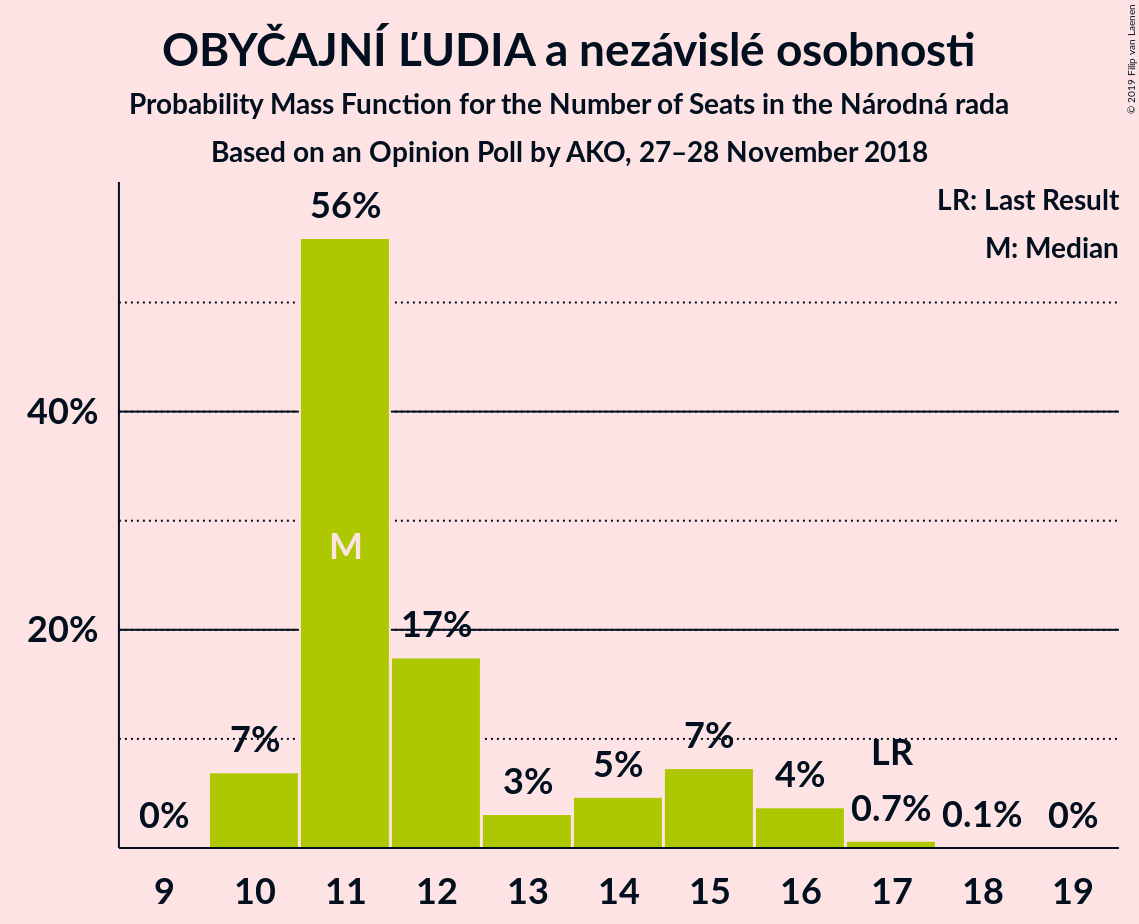 OBYČAJNÍ ĽUDIA a nezávislé osobnosti
Probability Mass Function for the Number of Seats in the Národná rada
Based on an Opinion Poll by AKO, 27–28 November 2018
© 2019 Filip van Laenen
LR: Last Result
M: Median
56%
40%
M
20%
17%
7%
7%
LR
5%
4%
3%
0%
0.7%
0.1%
0%
9 10 11 12 13 14 15 16 17 18 19